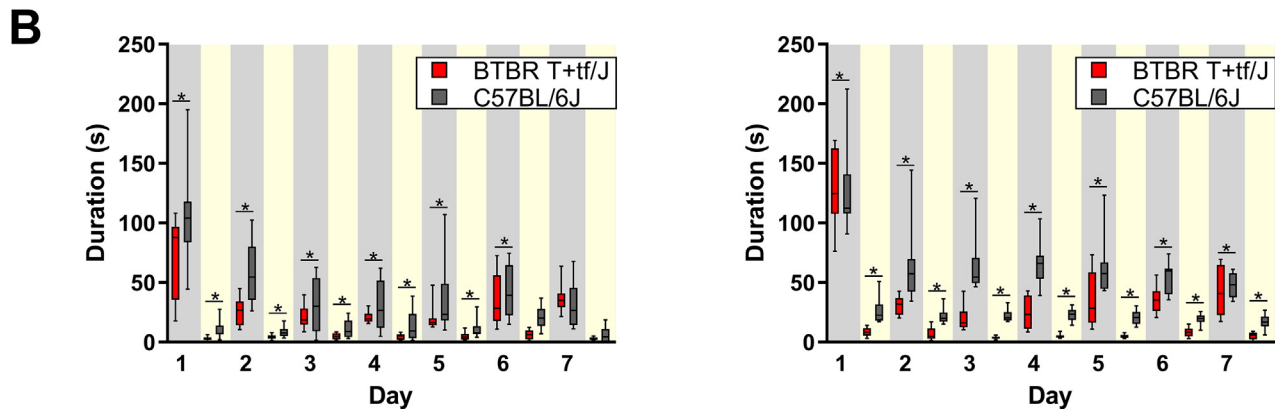 B
250
200
150
100
50
0
Duration (s)
BTBR T+tf/J
C57BL/6J
* * * * * * * * * * * *
1 2 3 4 5 6 7
Day
250
200
150
100
50
0
Duration (s)
BTBR T+tf/J
C57BL/6J
* * * * * * * * * * * * * *
1 2 3 4 5 6 7
Day